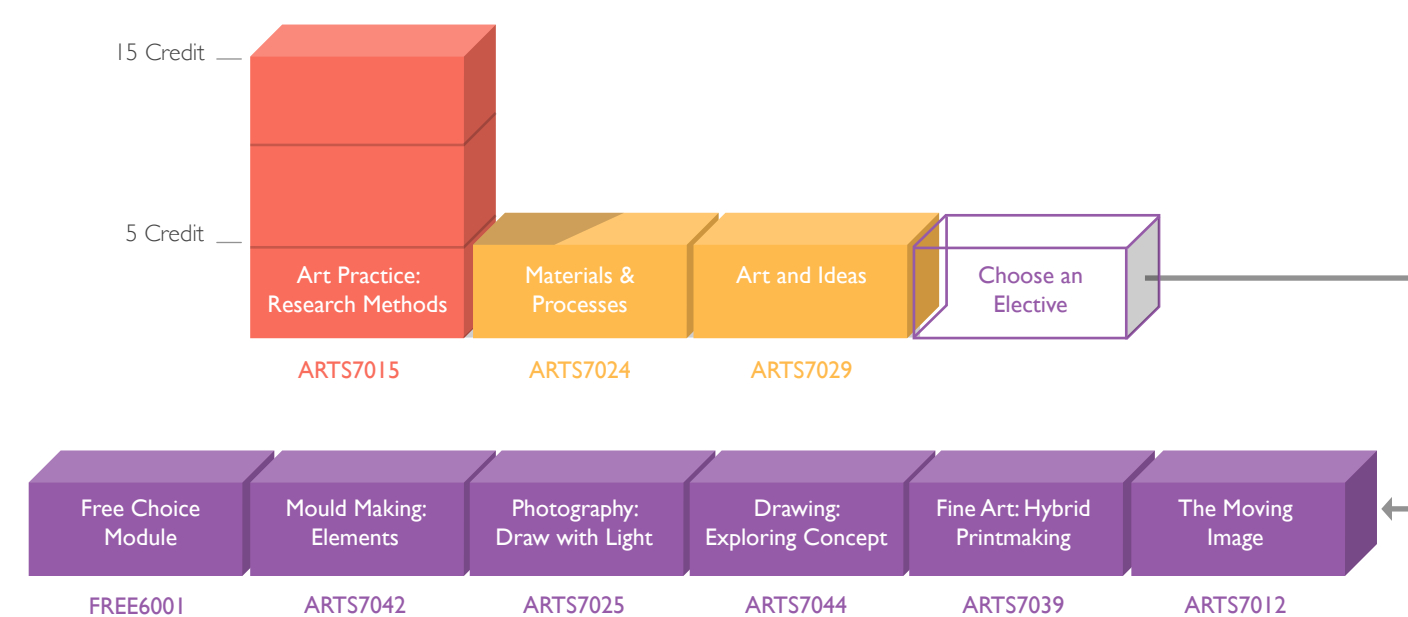 15 Credit
5 Credit
Art Practice:
Research Methods
Materials &
Processes
Art and Ideas
Choose an
Elective
ARTS7015
ARTS7024
ARTS7029
Free Choice
Module
Mould Making:
Elements
Photography:
Draw with Light
Drawing:
Exploring Concept
Fine Art: Hybrid
Printmaking
The Moving
Image
FREE6001
ARTS7042
ARTS7025
ARTS7044
ARTS7039
ARTS7012